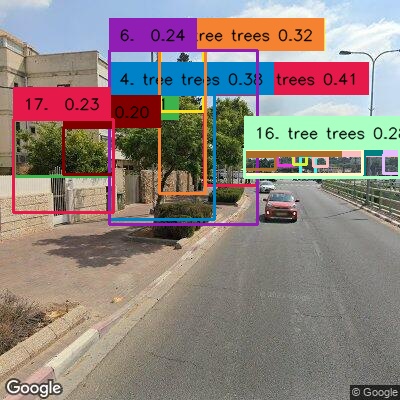 6. 0.24
tree trees 0.32
4. tree trees 0.38
trees 0.41
17. 0.23
0.20
1
16. tree trees 0.28
Google
© Google